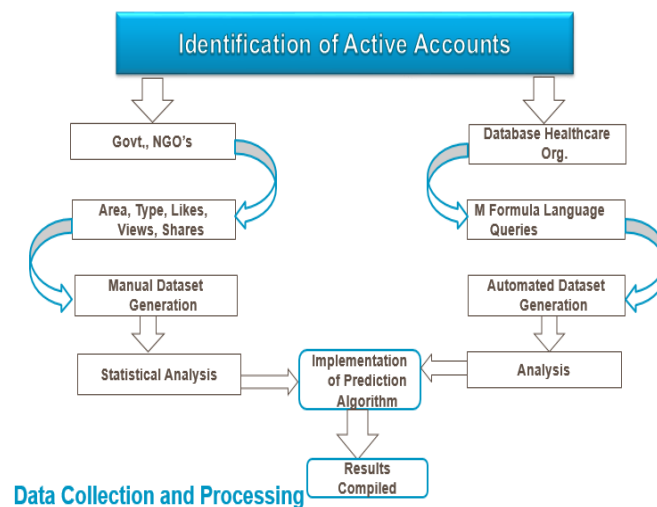 Identification of Active Accounts
Govt., NGO's
Database Healthcare
Org.
Area, Type, Likes,
Views, Shares
M Formula Language
Queries
Manual Dataset
Generation
Automated Dataset
Generation
Statistical Analysis
Implementation
of Prediction
Algorithm
Analysis
Results
Compiled
Data Collection and Processing